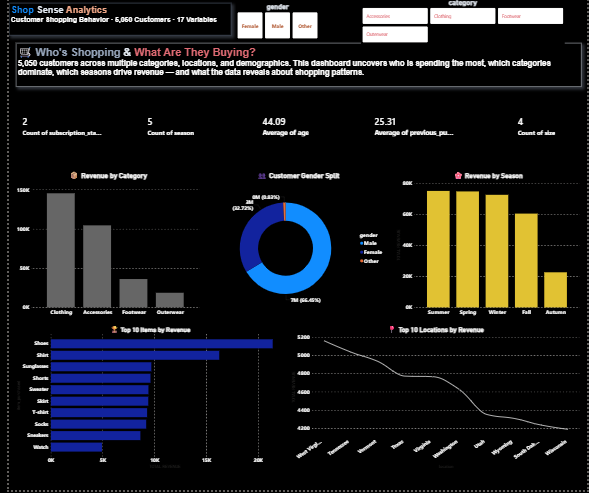 Shop Sense Analytics
Customer Shopping Behavior · 5,050 Customers · 17 Variables
gender
Female
Male
Other
category
Accessories
Clothing
Footwear
Outerwear
Who's Shopping & What Are They Buying?
5,050 customers across multiple categories, locations, and demographics. This dashboard uncovers who is spending the most, which categories
dominate, which seasons drive revenue — and what the data reveals about shopping patterns.
2
Count of subscription_sta...
5
Count of season
44.09
Average of age
25.31
Average of previous_pu...
4
Count of size
Revenue by Category
150K
100K
50K
0K
Clothing
Accessories
Footwear
Outerwear
Customer Gender Split
0M (0.83%)
3M
(32.72%)
7M (66.45%)
gender
Male
Female
Other
Revenue by Season
80K
60K
40K
20K
0K
Summer
Spring
Winter
Fall
Autumn
Top 10 Items by Revenue
Shoes
Shirt
Sunglasses
Shorts
Sweater
Skirt
T-shirt
Socks
Sneakers
Watch
0K
5K
10K
15K
20K
Top 10 Locations by Revenue
5200
5000
4800
4600
4400
4200
West Virgi...
Tennessee
Vermont
Texas
Virginia
Washington
Utah
Wyoming
South Dak...
Wisconsin